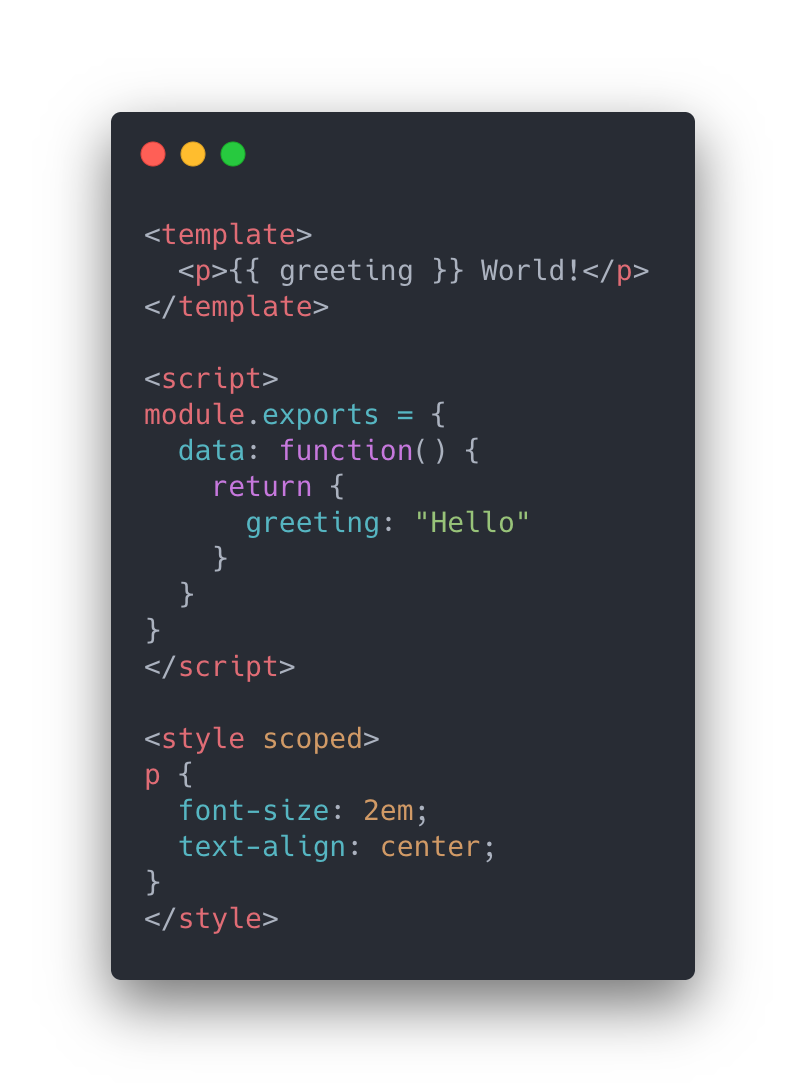 <template>
  <p>{{ greeting }} World!</p>
</template>

<script>
module.exports = {
  data: function() {
    return {
      greeting: "Hello"
    }
  }
}
</script>

<style scoped>
p {
  font-size: 2em;
  text-align: center;
}
</style>